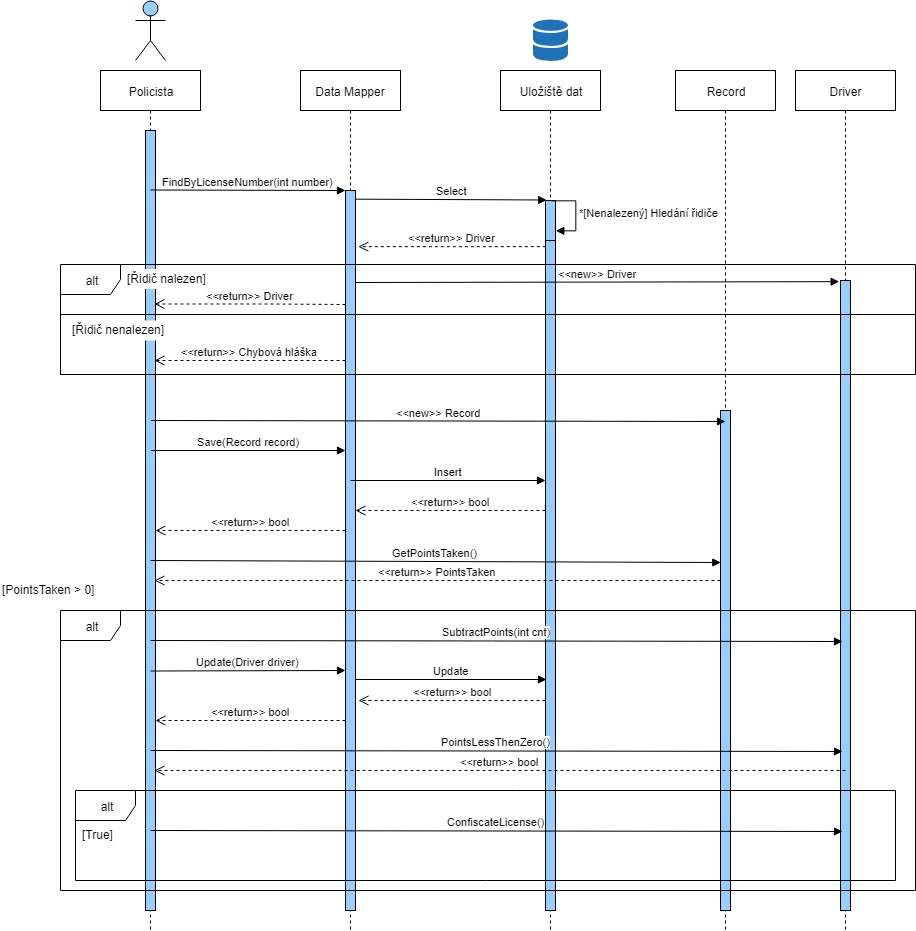 Policista
Data Mapper
Uložiště dat
Record
Driver
FindByLicenseNumber(int number)
Select
*[Nenalezený] Hledání řidiče
<<return>> Driver
alt
[Řidič nalezen]
<<new>> Driver
<<return>> Driver
[Řidič nenalezen]
<<return>> Chybová hláška
<<new>> Record
Save(Record record)
Insert
<<return>> bool
<<return>> bool
GetPointsTaken()
<<return>> PointsTaken
[PointsTaken > 0]
alt
SubtractPoints(int cnt)
Update(Driver driver)
Update
<<return>> bool
<<return>> bool
PointsLessThenZero()
<<return>> bool
alt
ConfiscateLicense()
[True]